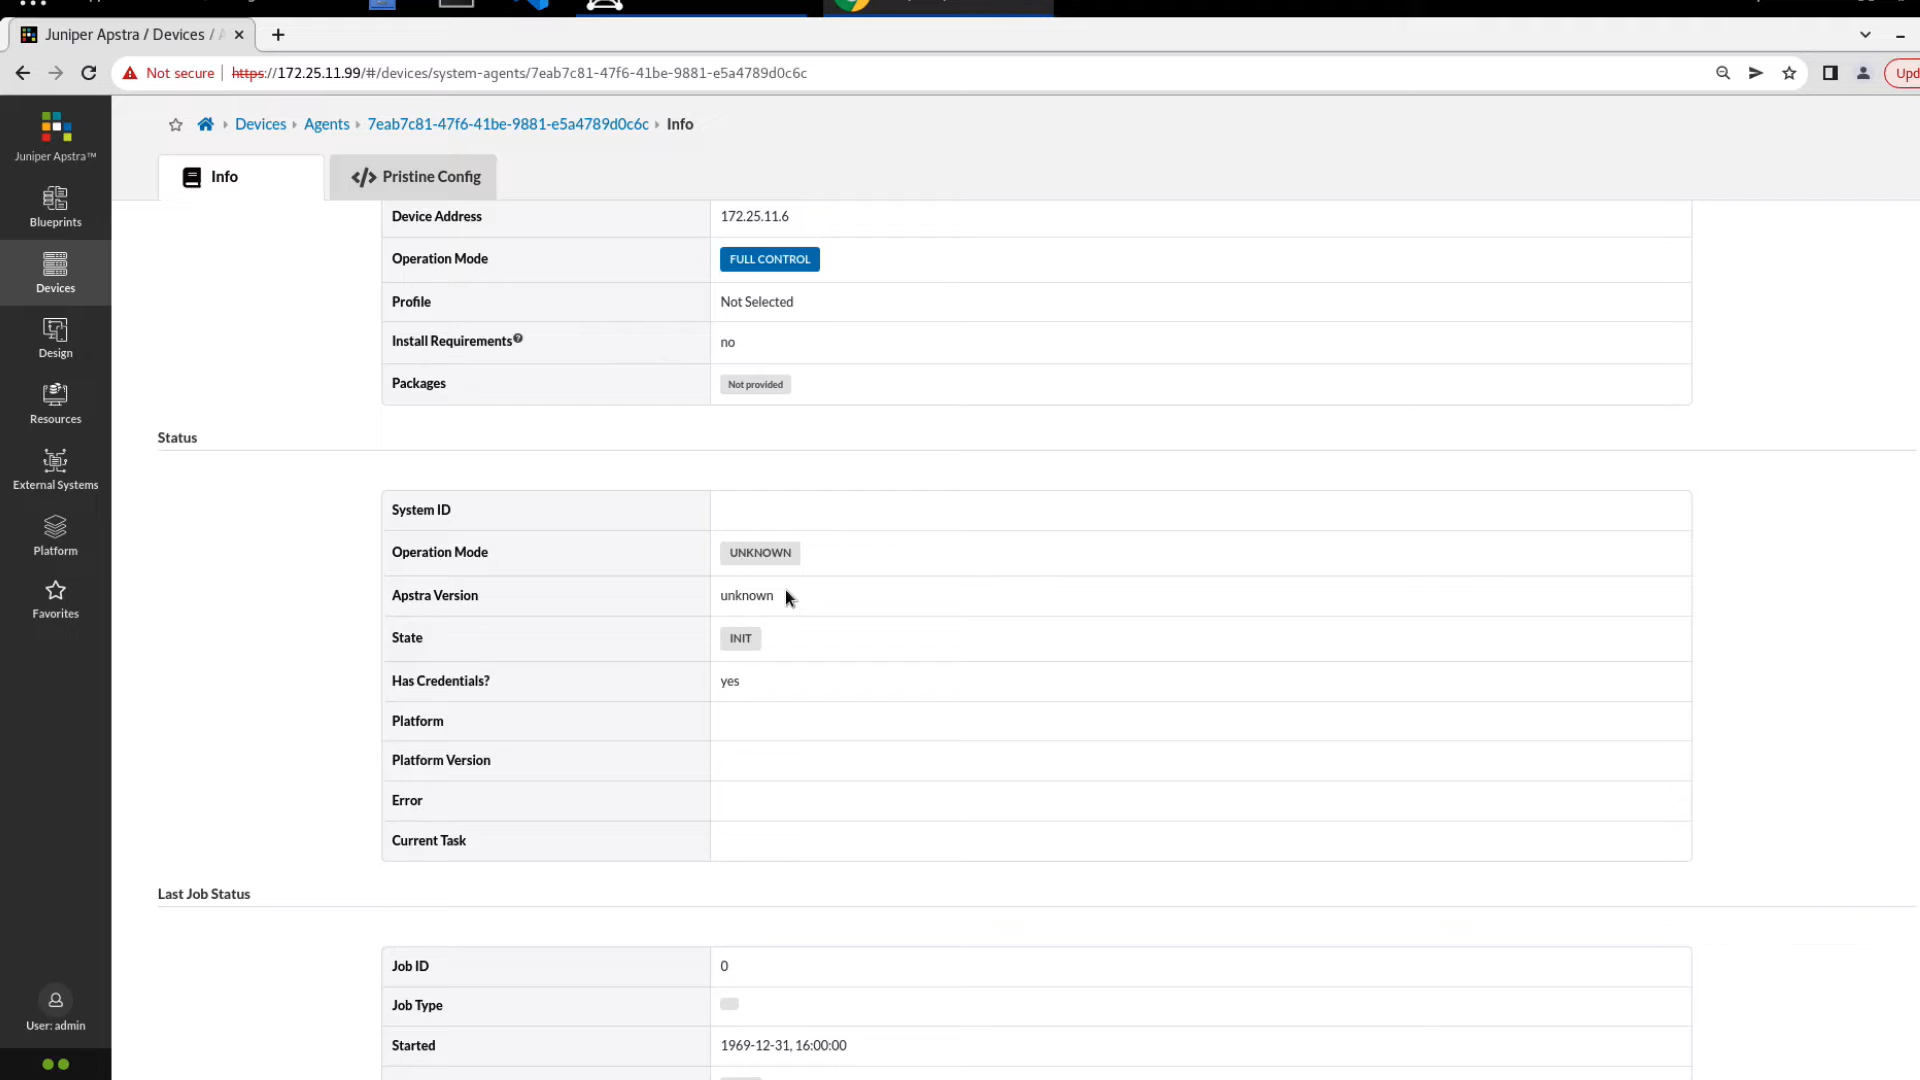 Juniper Apstra / Devices / A
Not secure
https://172.25.11.99/#/devices/system-agents/7eab7c81-47f6-41be-9881-e5a4789d0c6c
Upd
Juniper Apstra™
Blueprints
Devices
Design
Resources
External Systems
Platform
Favorites
User: admin
Devices
Agents
7eab7c81-47f6-41be-9881-e5a4789d0c6c
Info
Info
</> Pristine Config
Device Address 172.25.11.6
Operation Mode FULL CONTROL
Profile Not Selected
Install Requirements? no
Packages Not provided
Status
System ID
Operation Mode UNKNOWN
Apstra Version unknown
State INIT
Has Credentials? yes
Platform
Platform Version
Error
Current Task
Last Job Status
Job ID 0
Job Type
Started 1969-12-31, 16:00:00